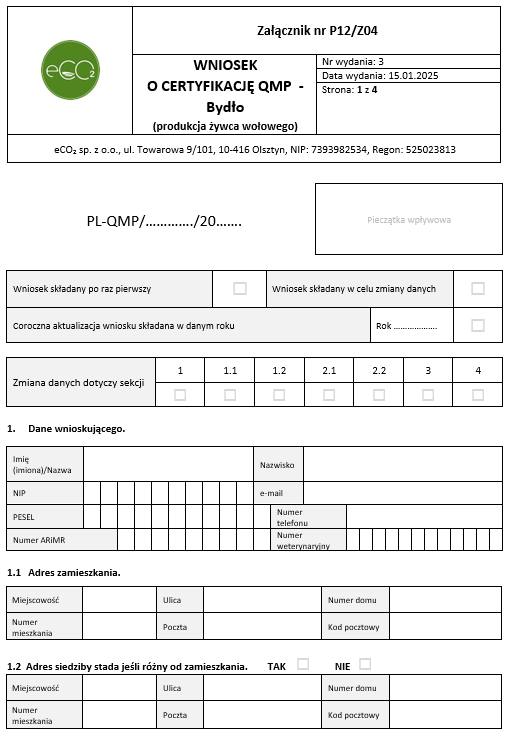 eCO2
Załącznik nr P12/Z04
WNIOSEK
O CERTYFIKACJĘ QMP -
Bydło
(produkcja żywca wołowego)
Nr wydania: 3
Data wydania: 15.01.2025
Strona: 1 z 4
eCO₂ sp. z o.o., ul. Towarowa 9/101, 10-416 Olsztyn, NIP: 7393982534, Regon: 525023813
PL-QMP/…………./20…….
Pieczątka wpływowa
Wniosek składany po raz pierwszy
Wniosek składany w celu zmiany danych
Coroczna aktualizacja wniosku składana w danym roku
Rok ………………
Zmiana danych dotyczy sekcji
1 1.1 1.2 2.1 2.2 3 4
1. Dane wnioskującego.
Imię
(imiona)/Nazwa
Nazwisko
NIP
e-mail
PESEL
Numer
telefonu
Numer ARiMR
Numer
weterynaryjny
1.1 Adres zamieszkania.
Miejscowość
Ulica
Numer domu
Numer
mieszkania
Poczta
Kod pocztowy
1.2 Adres siedziby stada jeśli różny od zamieszkania. TAK NIE
Miejscowość
Ulica
Numer domu
Numer
mieszkania
Poczta
Kod pocztowy